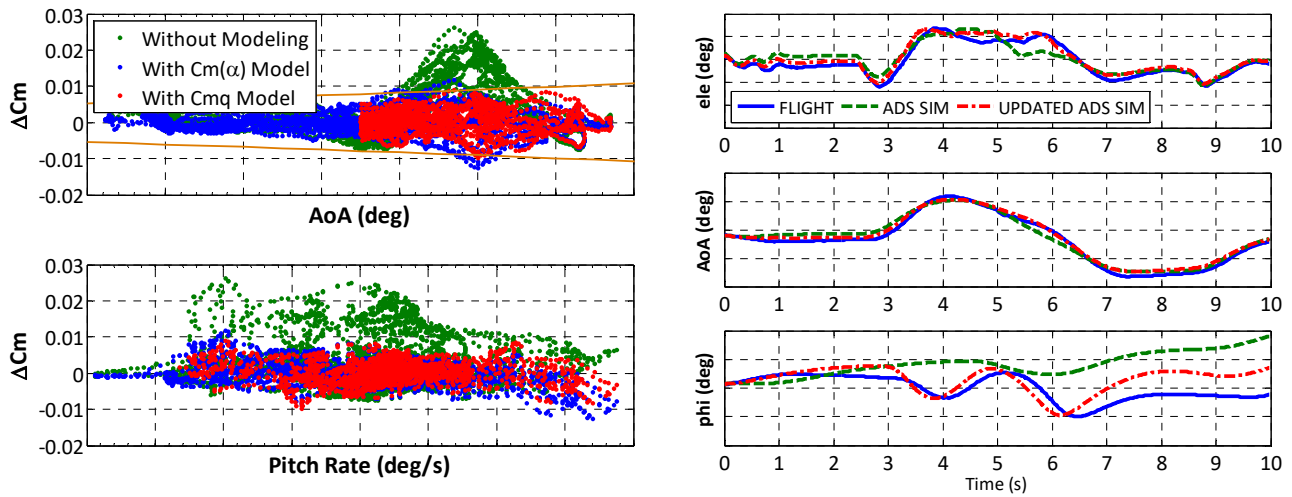 0.03
0.02
0.01
0
-0.01
-0.02
ΔCm
Without Modeling
With Cm(α) Model
With Cmq Model
AoA (deg)
0.03
0.02
0.01
0
-0.01
0.02
ΔCm
Pitch Rate (deg/s)
ele (deg)
FLIGHT ADS SIM UPDATED ADS SIM
0 1 2 3 4 5 6 7 8 9 10
AoA (deg)
0 1 2 3 4 5 6 7 8 9 10
phi (deg)
0 1 2 3 4 5 6 7 8 9 10
Time (s)